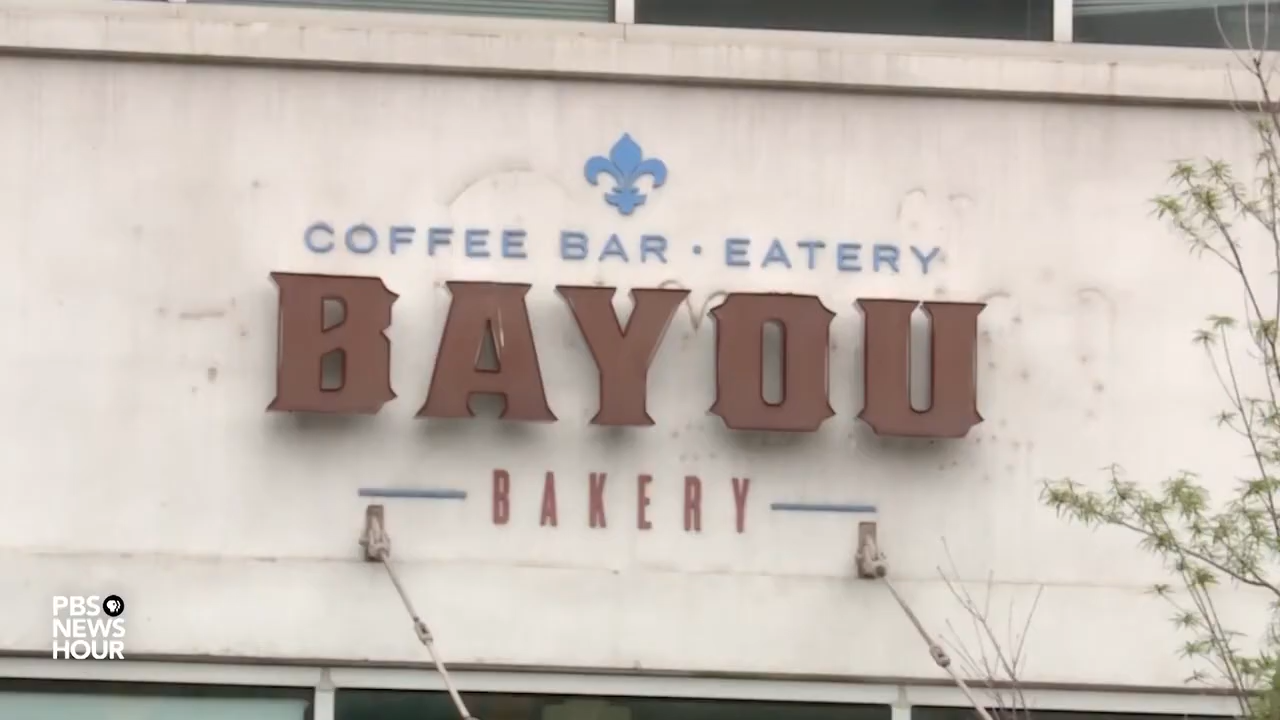 COFFEE BAR · EATERY
BAYOU
BAKERY
PBS
NEWS
HOUR